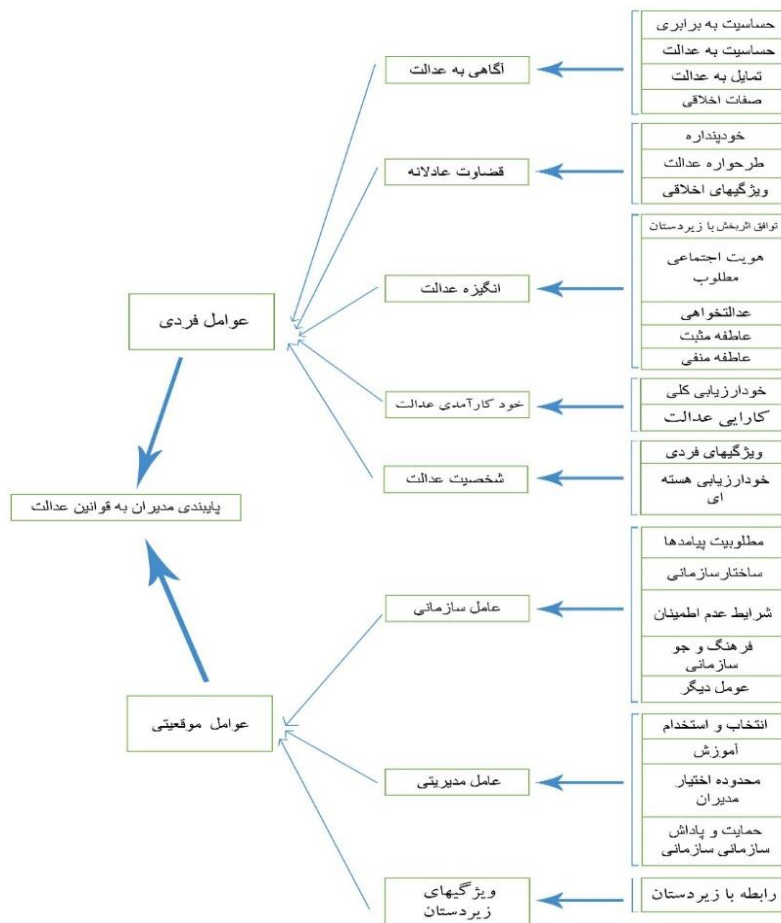 حساسیت به برابری
حساسیت به عدالت
تمایل به عدالت
صفات اخلاقی
آگاهی به عدالت
خودپنداره
طرحواره عدالت
ویژگیهای اخلاقی
قضاوت عادلانه
توافق اثربخش با زیردستان
هویت اجتماعی
مطلوب
عدالتخواهی
عاطفه مثبت
عاطفه منفی
انگیزه عدالت
خودارزیابی کلی
کارایی عدالت
خود کارآمدی عدالت
ویژگیهای فردی
خودارزیابی هسته
ای
شخصیت عدالت
عوامل فردی
پایبندی مدیران به قوانین عدالت
مطلوبیت پیامدها
ساختارسازمانی
شرایط عدم اطمینان
فرهنگ و جو
سازمانی
عومل دیگر
عامل سازمانی
انتخاب و استخدام
آموزش
محدوده اختیار
مدیران
حمایت و پاداش
سازمانی سازمانی
عامل مدیریتی
رابطه با زیردستان
ویژگیهای
زیردستان
عوامل موقعیتی